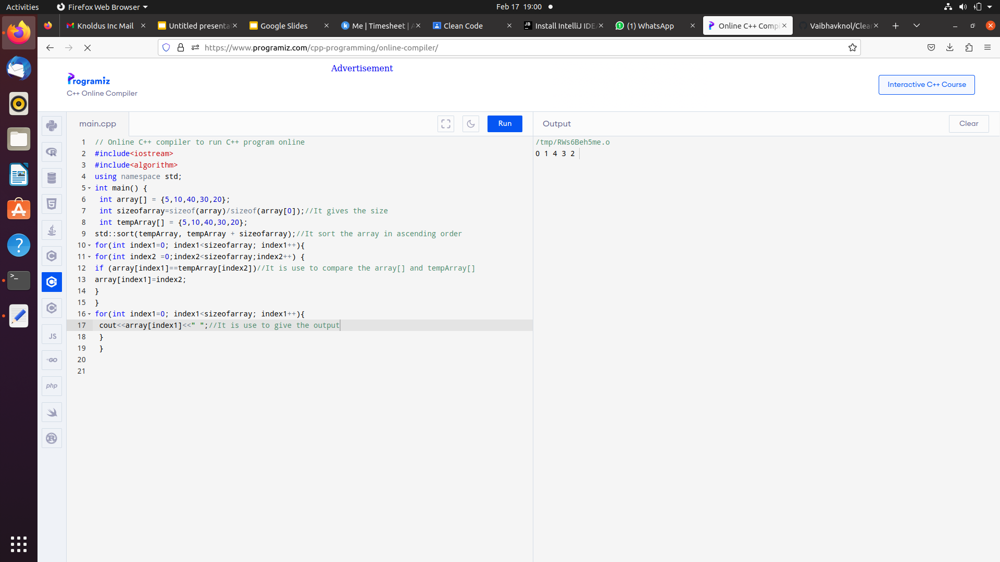 Activities
Firefox Web Browser
Feb 17 19:00
Knoldus Inc Mail
Untitled presenta
Google Slides
Me | Timesheet | A
Clean Code
Install IntelliJ IDE
(1) WhatsApp
Online C++ Compi
Vaibhavknol/Clea
https://www.programiz.com/cpp-programming/online-compiler/
Advertisement
Programiz
C++ Online Compiler
Interactive C++ Course
main.cpp
Run
Output
Clear
1 // Online C++ compiler to run C++ program online
2 #include<iostream>
3 #include<algorithm>
4 using namespace std;
5 int main() {
6 int array[] = {5,10,40,30,20};
7 int sizeofarray=sizeof(array)/sizeof(array[0]);//It gives the size
8 int tempArray[] = {5,10,40,30,20};
9 std::sort(tempArray, tempArray + sizeofarray);//It sort the array in ascending order
10 for(int index1=0; index1<sizeofarray; index1++){
11 for(int index2 =0;index2<sizeofarray;index2++) {
12 if (array[index1]==tempArray[index2])//It is use to compare the array[] and tempArray[]
13 array[index1]=index2;
14 }
15 }
16 for(int index1=0; index1<sizeofarray; index1++){
17 cout<<array[index1]<<" ";//It is use to give the output
18 }
19 }
20
21
/tmp/RWs6Beh5me.o
0 1 4 3 2
JS
GO
php